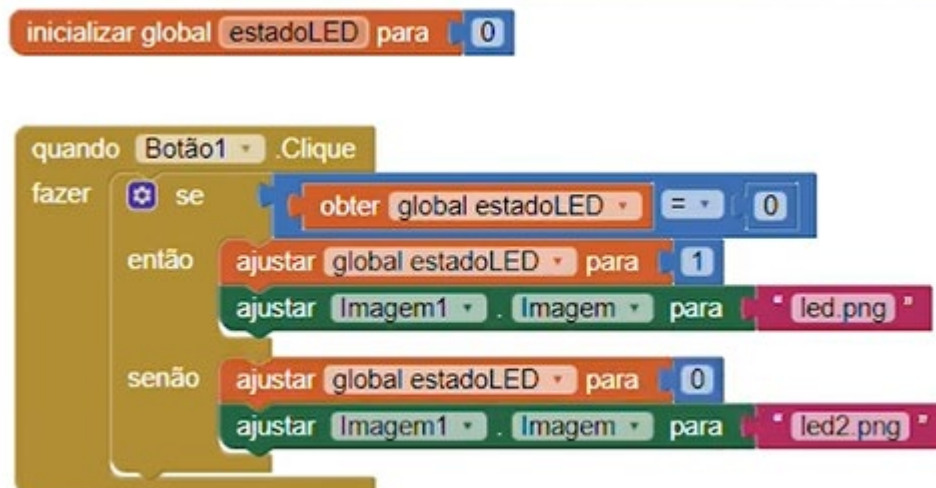 inicializar global estadoLED para 0
quando Botão1 .Clique
fazer se obter global estadoLED = 0
então ajustar global estadoLED para 1
ajustar Imagem1 . Imagem para " led.png "
senão ajustar global estadoLED para 0
ajustar Imagem1 . Imagem para " led2.png "